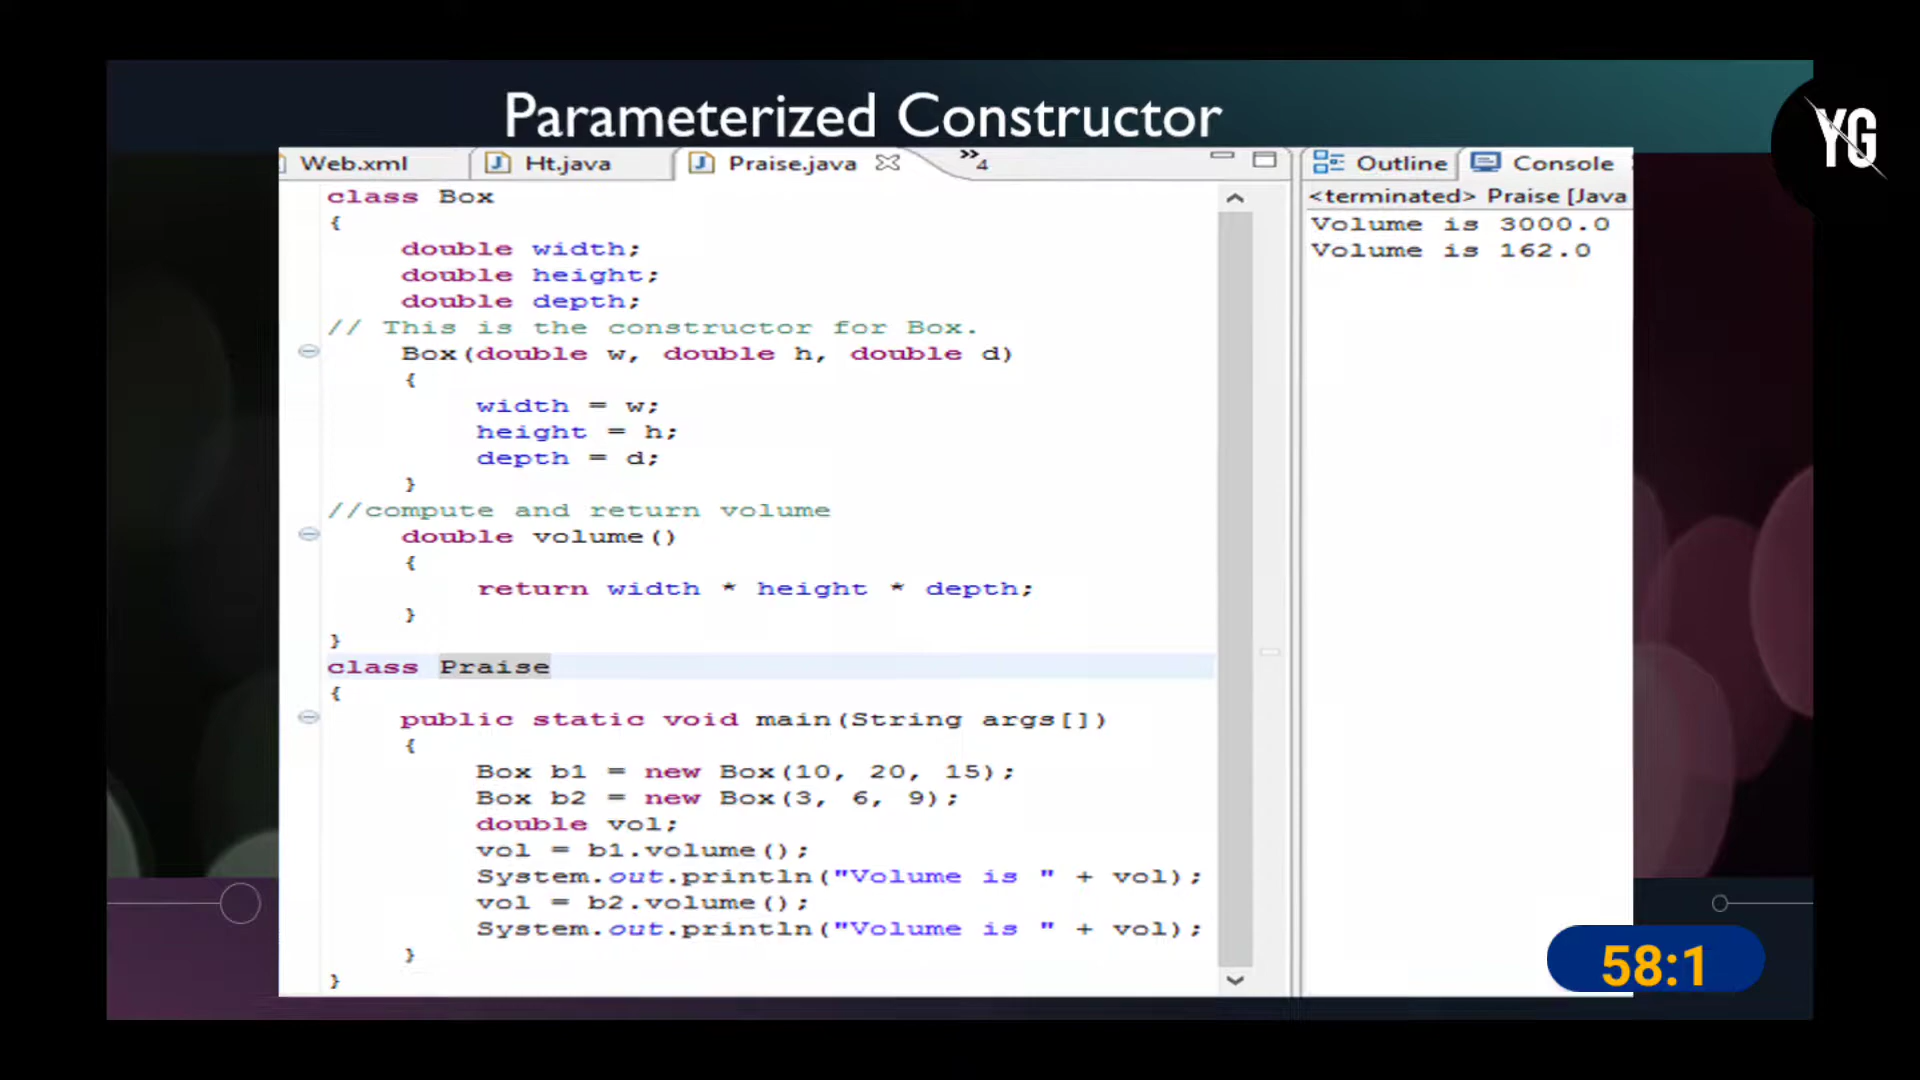 Parameterized Constructor
YG
Web.xml
Ht.java
Praise.java
»4
Outline
Console
<terminated> Praise [Java
Volume is 3000.0
Volume is 162.0
class Box
{
double width;
double height;
double depth;
// This is the constructor for Box.
Box(double w, double h, double d)
{
width = w;
height = h;
depth = d;
}
//compute and return volume
double volume()
{
return width * height * depth;
}
}
class Praise
{
public static void main(String args[])
{
Box b1 = new Box(10, 20, 15);
Box b2 = new Box(3, 6, 9);
double vol;
vol = b1.volume();
System.out.println("Volume is " + vol);
vol = b2.volume();
System.out.println("Volume is " + vol);
}
}
58:1